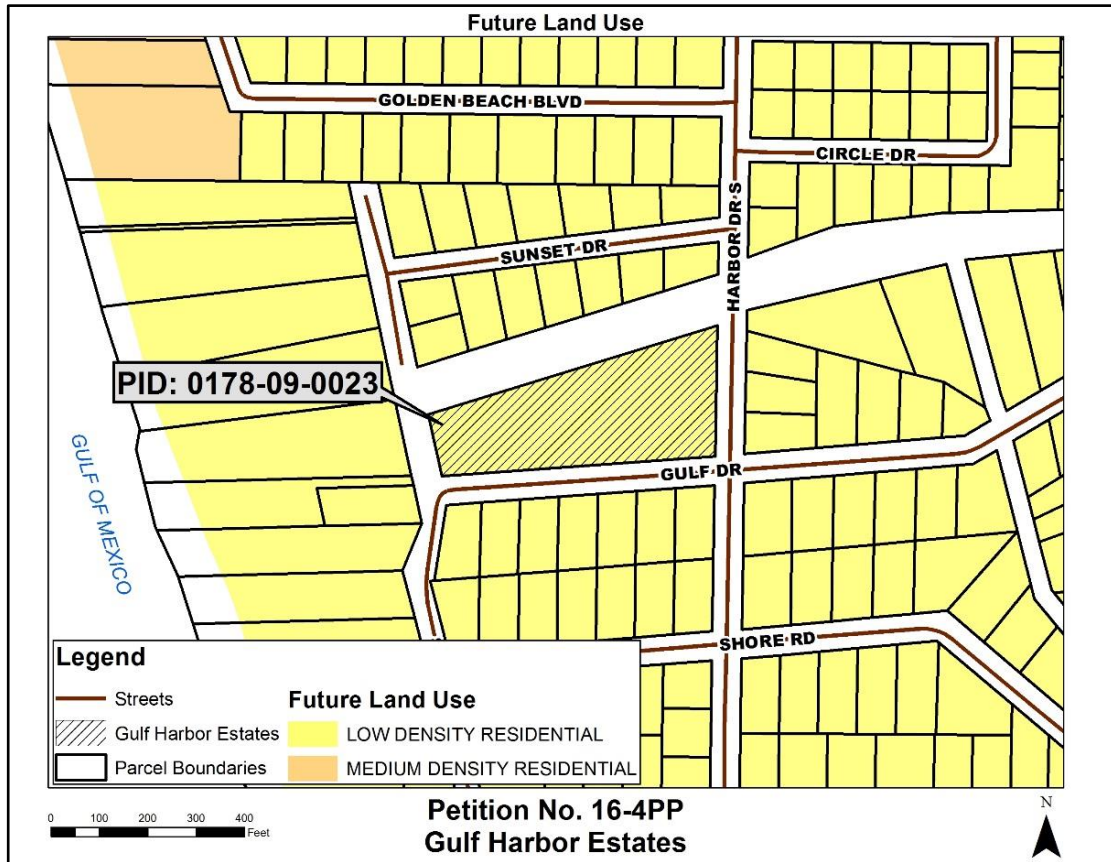 Future Land Use
GOLDEN BEACH BLVD
CIRCLE DR
HARBOR DR S
SUNSET DR
PID: 0178-09-0023
GULF DR
GULF OF MEXICO
SHORE RD
Legend
Streets
Gulf Harbor Estates
Parcel Boundaries
Future Land Use
LOW DENSITY RESIDENTIAL
MEDIUM DENSITY RESIDENTIAL
0 100 200 300 400
Feet
Petition No. 16-4PP
Gulf Harbor Estates
N